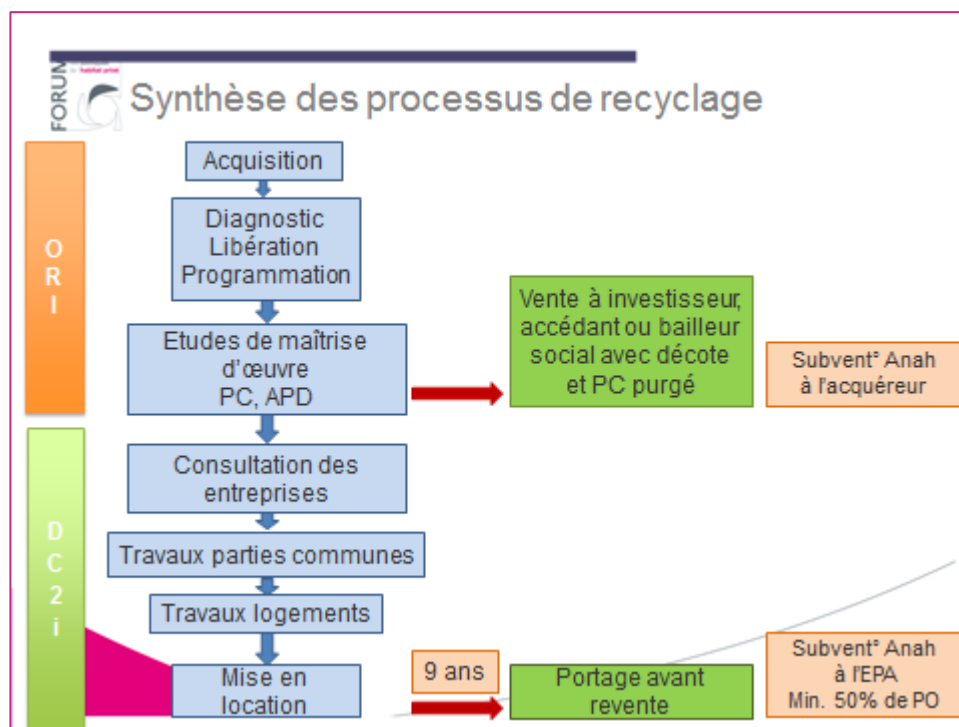 FORUM
habitat privé
Synthèse des processus de recyclage
O
R
I
Acquisition
Diagnostic
Libération
Programmation
Etudes de maîtrise
d'œuvre
PC, APD
Vente à investisseur,
accédant ou bailleur
social avec décote
et PC purgé
Subvent° Anah
à l'acquéreur
D
C
2
i
Consultation des
entreprises
Travaux parties communes
Travaux logements
Mise en
location
9 ans
Portage avant
revente
Subvent° Anah
à l'EPA
Min. 50% de PO